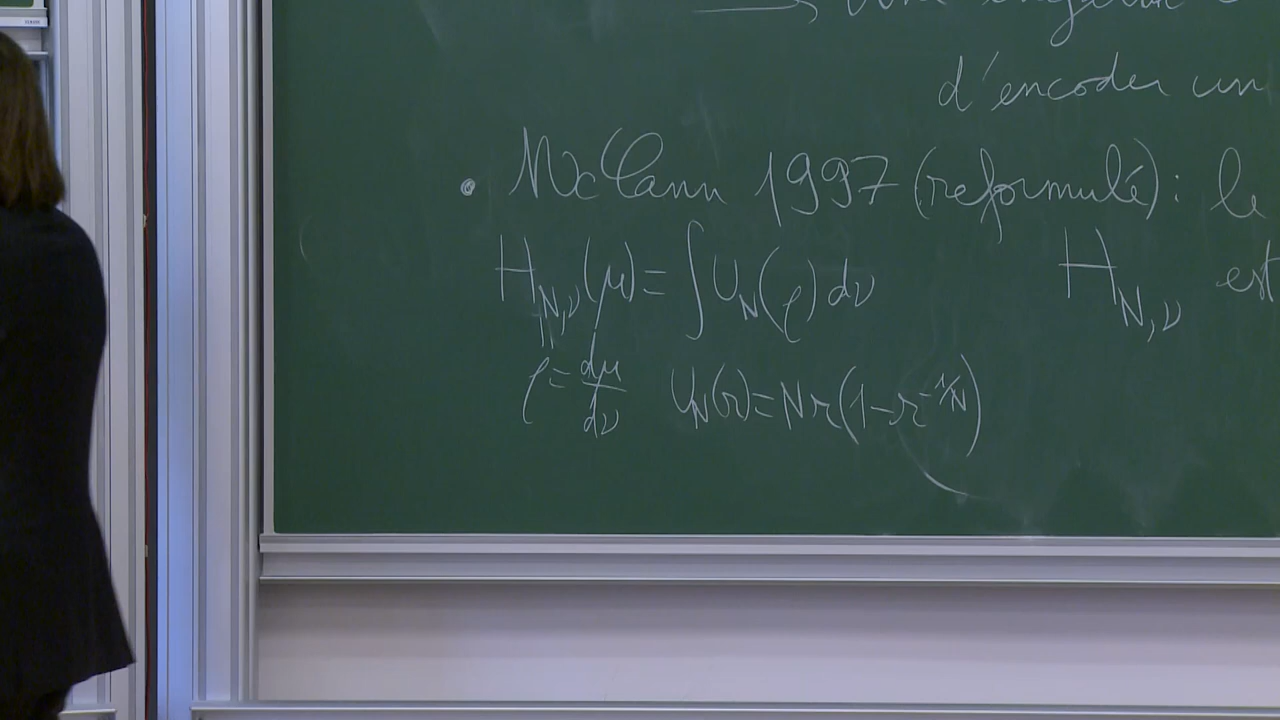 d'encoder un
• McCann 1997 (reformulé) : le
H_{N,ν}(μ) = ∫ U_N(ρ) dν H_{N,ν} est
ρ = dμ/dν U_N(r) = N r (1 - r^{-1/N})